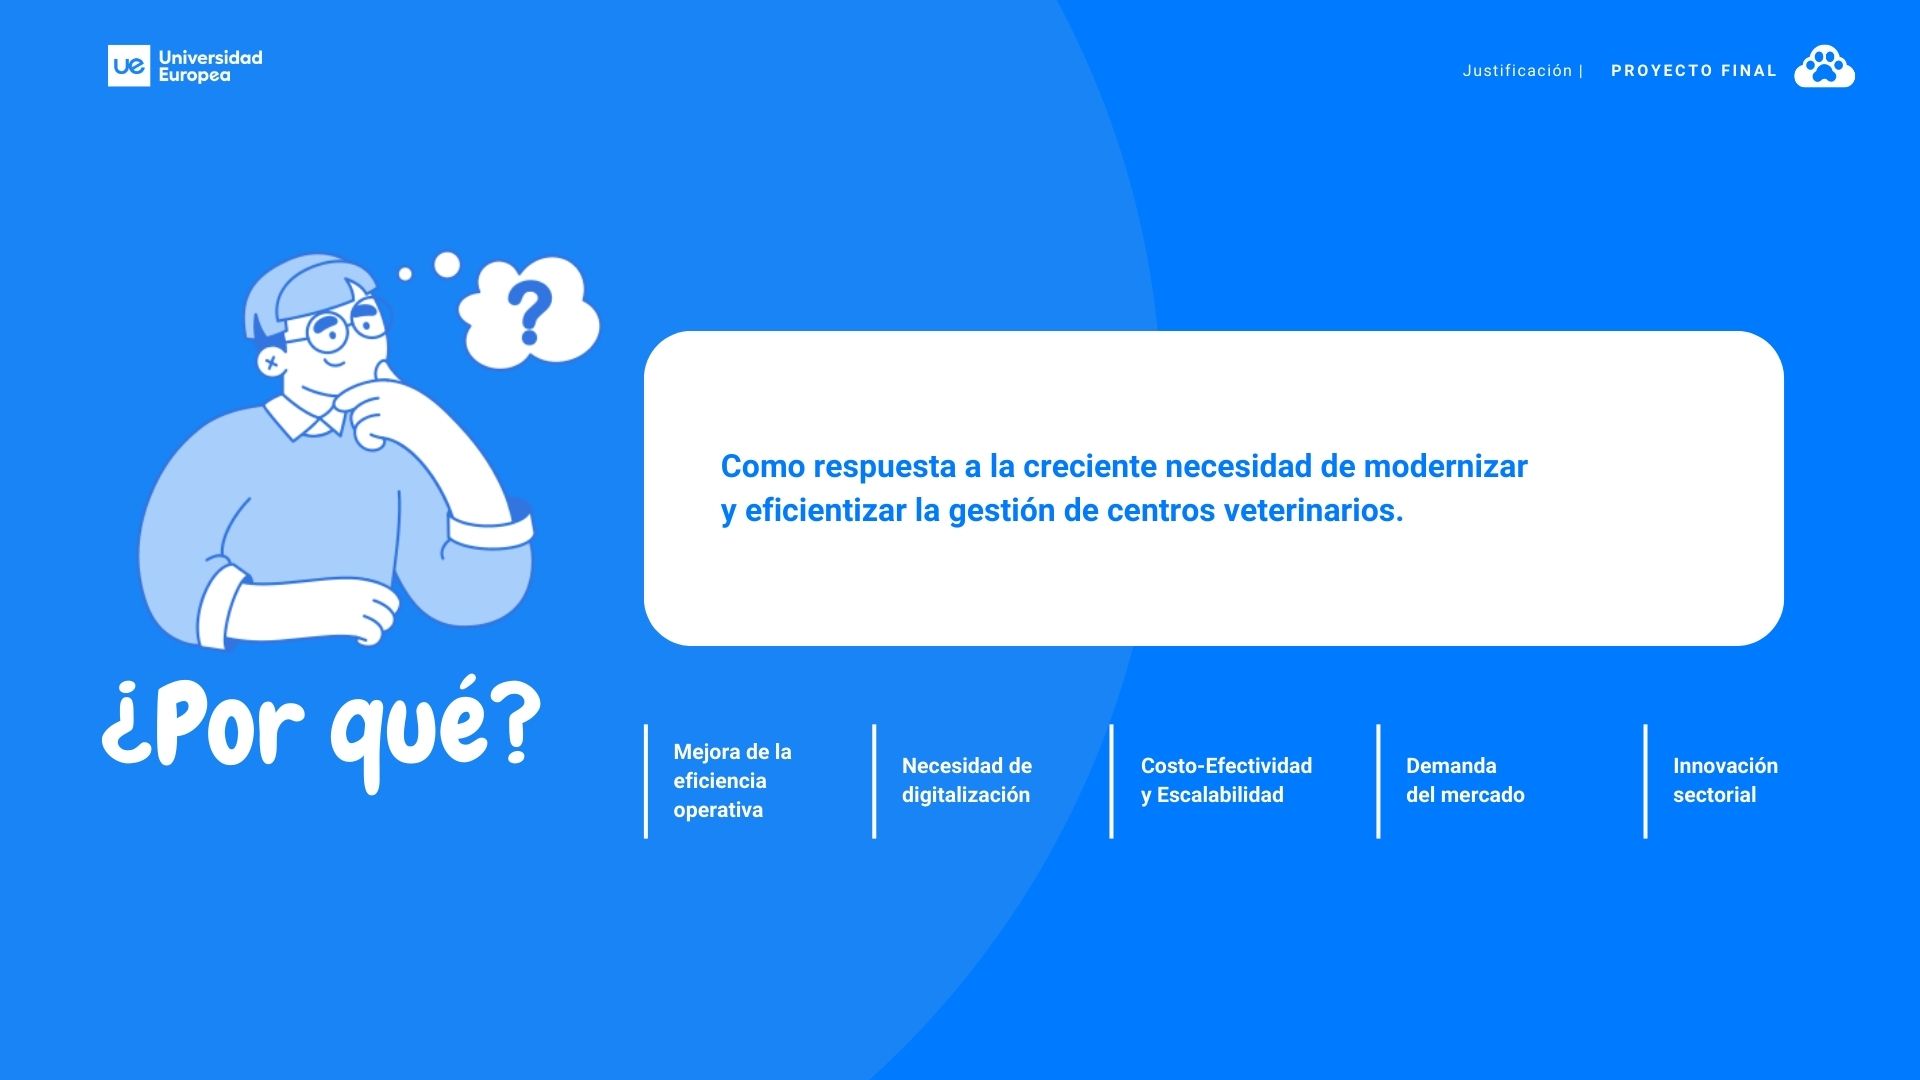 ue Universidad
Europea
Justificación | PROYECTO FINAL
?
¿Por qué?
Como respuesta a la creciente necesidad de modernizar
y eficientizar la gestión de centros veterinarios.
Mejora de la
eficiencia
operativa
Necesidad de
digitalización
Costo-Efectividad
y Escalabilidad
Demanda
del mercado
Innovación
sectorial